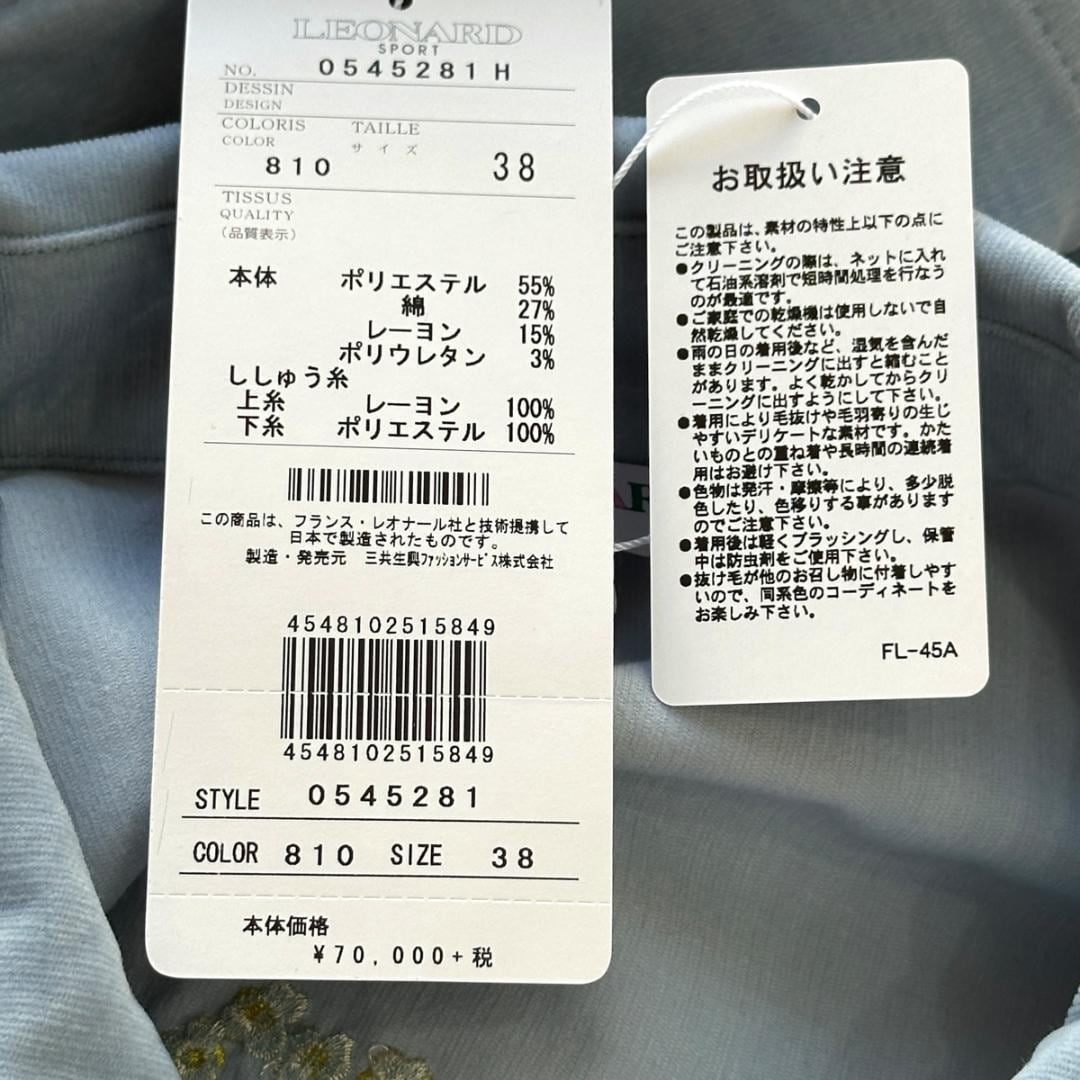 LEONARD
SPORT
NO. 0545281H
DESSIN
DESIGN
COLORIS TAILLE
COLOR サイズ
810 38
TISSUS
QUALITY
(品質表示)
本体 ポリエステル 55%
綿 27%
レーヨン 15%
ポリウレタン 3%
ししゅう糸
上糸 レーヨン 100%
下糸 ポリエステル 100%
この商品は、フランス・レオナール社と技術提携して
日本で製造されたものです。
製造・発売元 三共生興ファッションサービス株式会社
4548102515849
4548102515849
STYLE 0545281
COLOR 810 SIZE 38
本体価格
¥70,000+税
お取扱い注意
この製品は、素材の特性上以下の点に
ご注意下さい。
●クリーニングの際は、ネットに入れ
て石油系溶剤で短時間処理を行なう
のが最適です。
●ご家庭での乾燥機は使用しないで自
然乾燥してください。
●雨の日の着用後など、湿気を含んだ
ままクリーニングに出すと縮むこと
があります。よく乾かしてからクリ
ーニングに出すようにして下さい。
●着用により毛抜けや毛羽寄りの生じ
やすいデリケートな素材です。かた
いものとの重ね着や長時間の連続着
用はお避け下さい。
●色物は発汗・摩擦等により、多少脱
色したり、色移りする事があります
のでご注意下さい。
●着用後は軽くブラッシングし、保管
中は防虫剤をご使用下さい。
●抜け毛が他のお召し物に付着しやす
いので、同系色のコーディネートを
お楽しみ下さい。
FL-45A